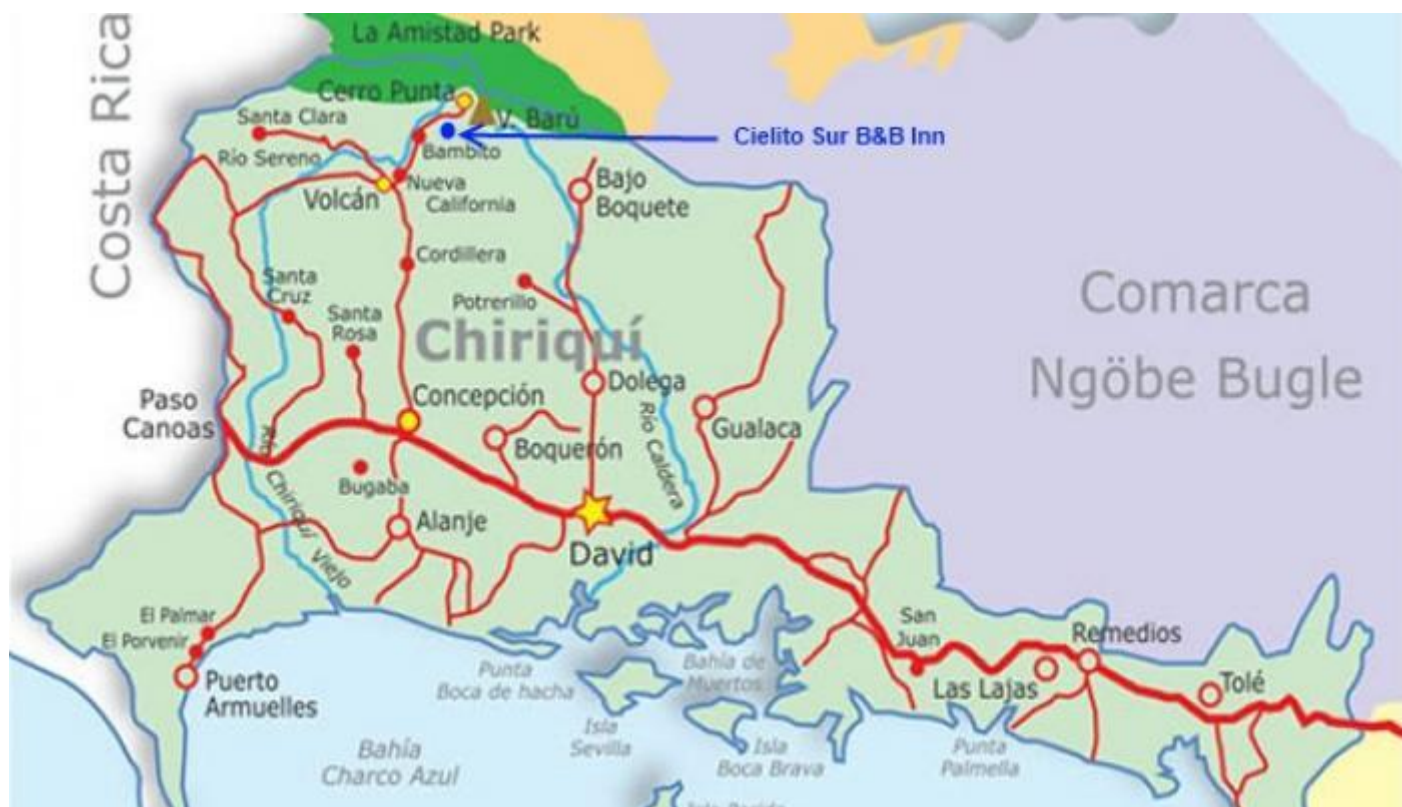 Costa Rica
La Amistad Park
Cerro Punta
V. Barú
Santa Clara
Cielito Sur B&B Inn
Río Sereno
Bambito
Volcán
Nueva
California
Bajo
Boquete
Cordillera
Santa
Cruz
Potrerillo
Santa
Rosa
Chiriquí
Comarca
Ngöbe Bugle
Paso
Canoas
Concepción
Dolega
Río Caldera
Gualaca
Boquerón
Río Chiriquí Viejo
Bugaba
Alanje
David
El Palmar
El Porvenir
Puerto
Armuelles
San
Juan
Remedios
Las Lajas
Tolé
Punta
Boca de hacha
Bahía de
Muertos
Isla
Sevilla
Isla
Boca Brava
Punta
Palmella
Bahía
Charco Azul